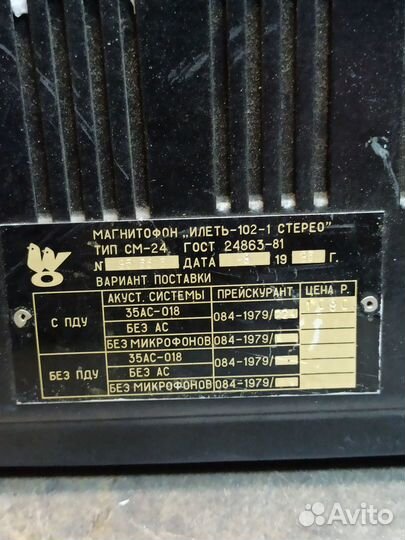 МАГНИТОФОН „ИЛЕТЬ-102-1 СТЕРЕО"
ТИП СМ-24 ГОСТ 24863-81
№ ДАТА 19 Г.
ВАРИАНТ ПОСТАВКИ
АКУСТ. СИСТЕМЫ ПРЕЙСКУРАНТ ЦЕНА Р.
С ПДУ
35АС-018
БЕЗ АС
084-1979/
БЕЗ МИКРОФОНОВ 084-1979/
БЕЗ ПДУ
35АС-018
БЕЗ АС
084-1979/
БЕЗ МИКРОФОНОВ 084-1979/
Avito